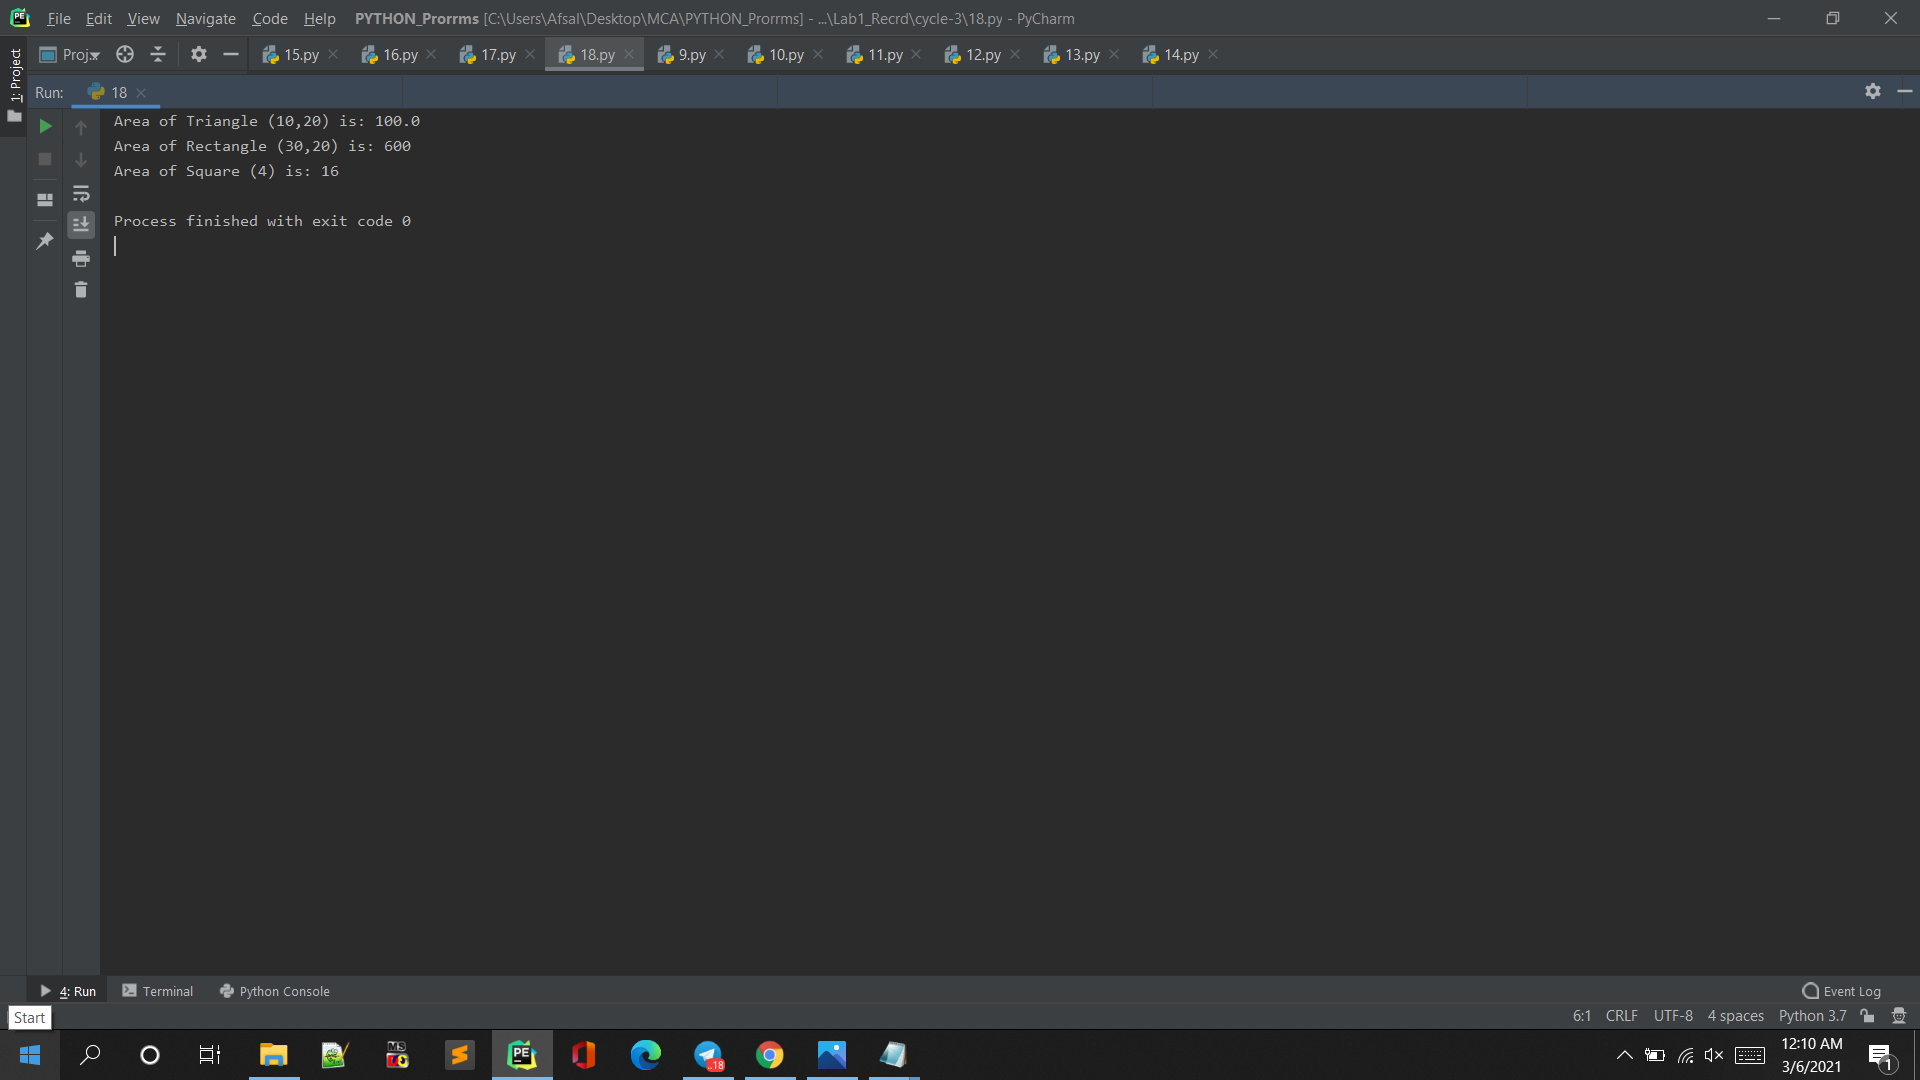 File Edit View Navigate Code Help PYTHON_Prorrms [C:\Users\Afsal\Desktop\MCA\PYTHON_Prorrms] - ...\Lab1_Recrd\cycle-3\18.py - PyCharm
1: Project
Proj 15.py 16.py 17.py 18.py 9.py 10.py 11.py 12.py 13.py 14.py
Run: 18
Area of Triangle (10,20) is: 100.0
Area of Rectangle (30,20) is: 600
Area of Square (4) is: 16
Process finished with exit code 0
4: Run Terminal Python Console Event Log
Start
6:1 CRLF UTF-8 4 spaces Python 3.7
PE
MS
..18
12:10 AM
3/6/2021
1